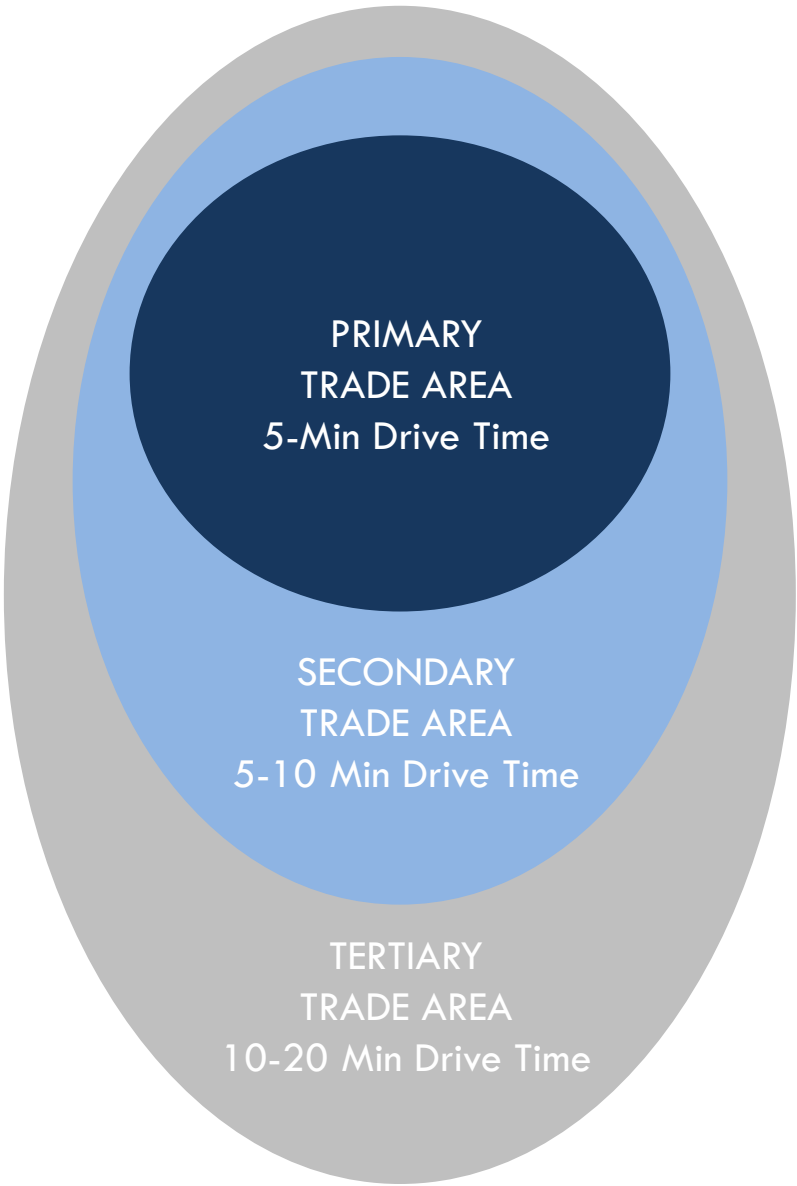 PRIMARY
TRADE AREA
5-Min Drive Time
SECONDARY
TRADE AREA
5-10 Min Drive Time
TERTIARY
TRADE AREA
10-20 Min Drive Time